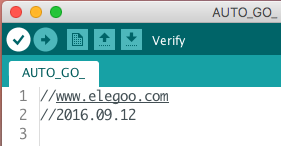 AUTO_GO_
Verify
AUTO_GO_
1 //www.elegoo.com
2 //2016.09.12
3